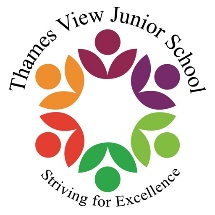 Thames View Junior School
Striving for Excellence